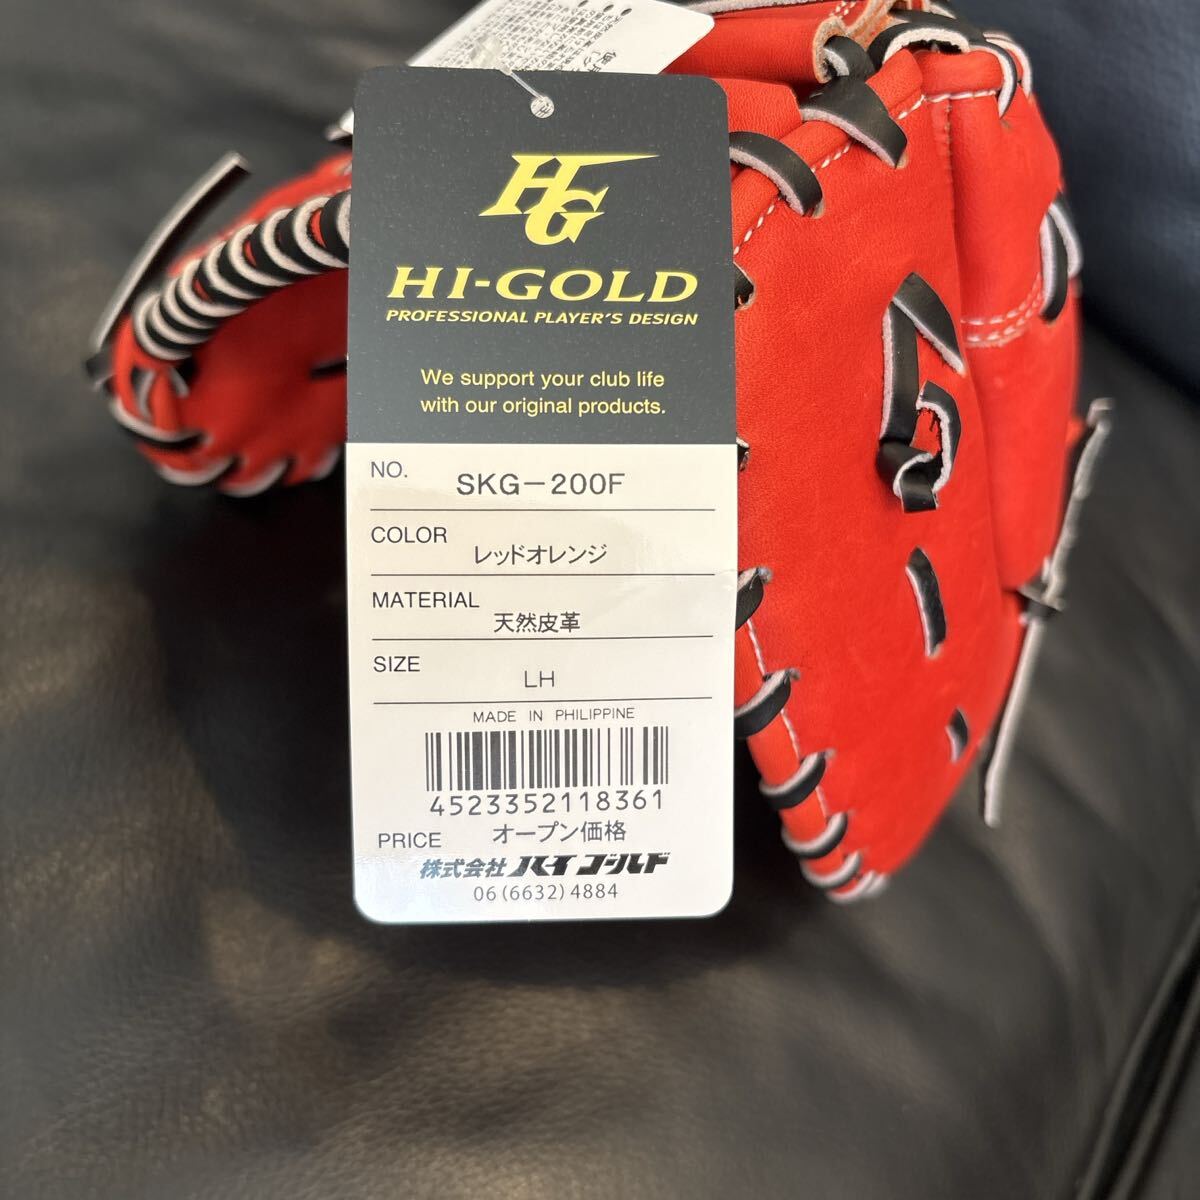 HG
HI-GOLD
PROFESSIONAL PLAYER'S DESIGN
We support your club life
with our original products.
NO. SKG-200F
COLOR レッドオレンジ
MATERIAL 天然皮革
SIZE LH
MADE IN PHILIPPINE
4523352118361
PRICE オープン価格
株式会社 ハイゴールド
06(6632)4884